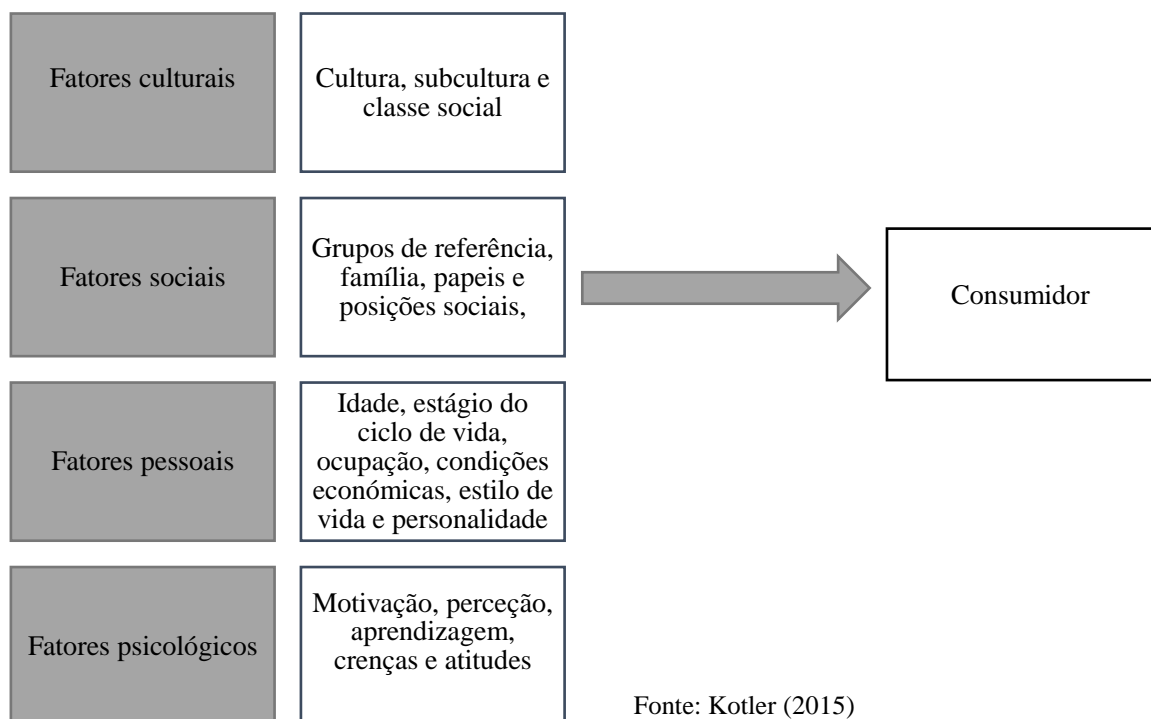 Fatores culturais
Cultura, subcultura e
classe social
Fatores sociais
Grupos de referência,
família, papeis e
posições sociais,
Consumidor
Fatores pessoais
Idade, estágio do
ciclo de vida,
ocupação, condições
económicas, estilo de
vida e personalidade
Fatores psicológicos
Motivação, perceção,
aprendizagem,
crenças e atitudes
Fonte: Kotler (2015)